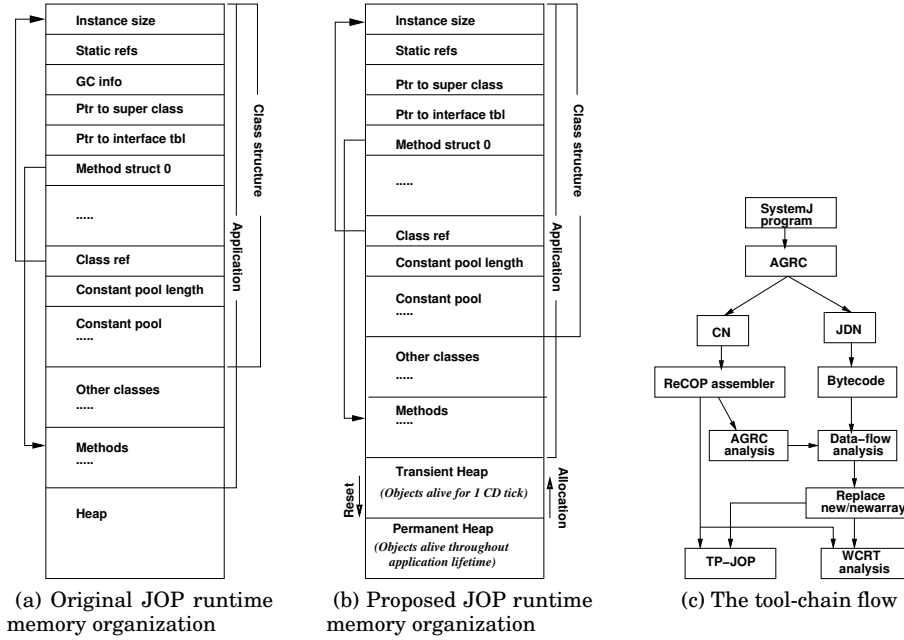 Instance size
Static refs
GC info
Ptr to super class
Ptr to interface tbl
Method struct 0
.....
Class ref
Constant pool length
Constant pool
.....
Other classes
.....
Methods
.....
Heap
Application
Class structure
(a) Original JOP runtime
memory organization
Instance size
Static refs
Ptr to super class
Ptr to interface tbl
Method struct 0
.....
Class ref
Constant pool length
Constant pool
.....
Other classes
.....
Methods
.....
Transient Heap
(Objects alive for 1 CD tick)
Permanent Heap
(Objects alive throughout
application lifetime)
Reset
Allocation
Application
Class structure
(b) Proposed JOP runtime
memory organization
SystemJ
program
AGRC
CN
JDN
ReCOP assembler
Bytecode
AGRC
analysis
Data-flow
analysis
Replace
new/newarray
TP-JOP
WCRT
analysis
(c) The tool-chain flow